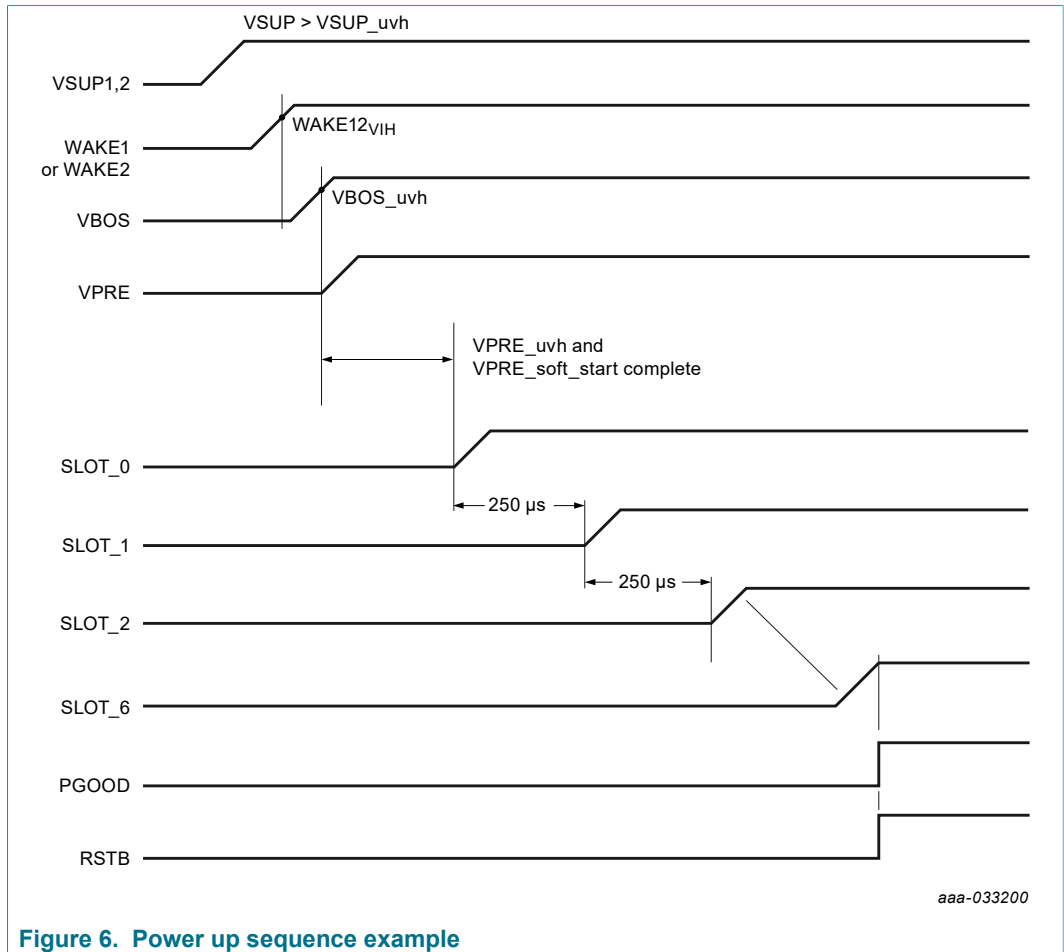 VSUP > VSUP_uvh
VSUP1,2
WAKE12VIH
WAKE1
or WAKE2
VBOS_uvh
VBOS
VPRE
VPRE_uvh and
VPRE_soft_start complete
SLOT_0
250 µs
SLOT_1
250 µs
SLOT_2
SLOT_6
PGOOD
RSTB
aaa-033200
Figure 6. Power up sequence example